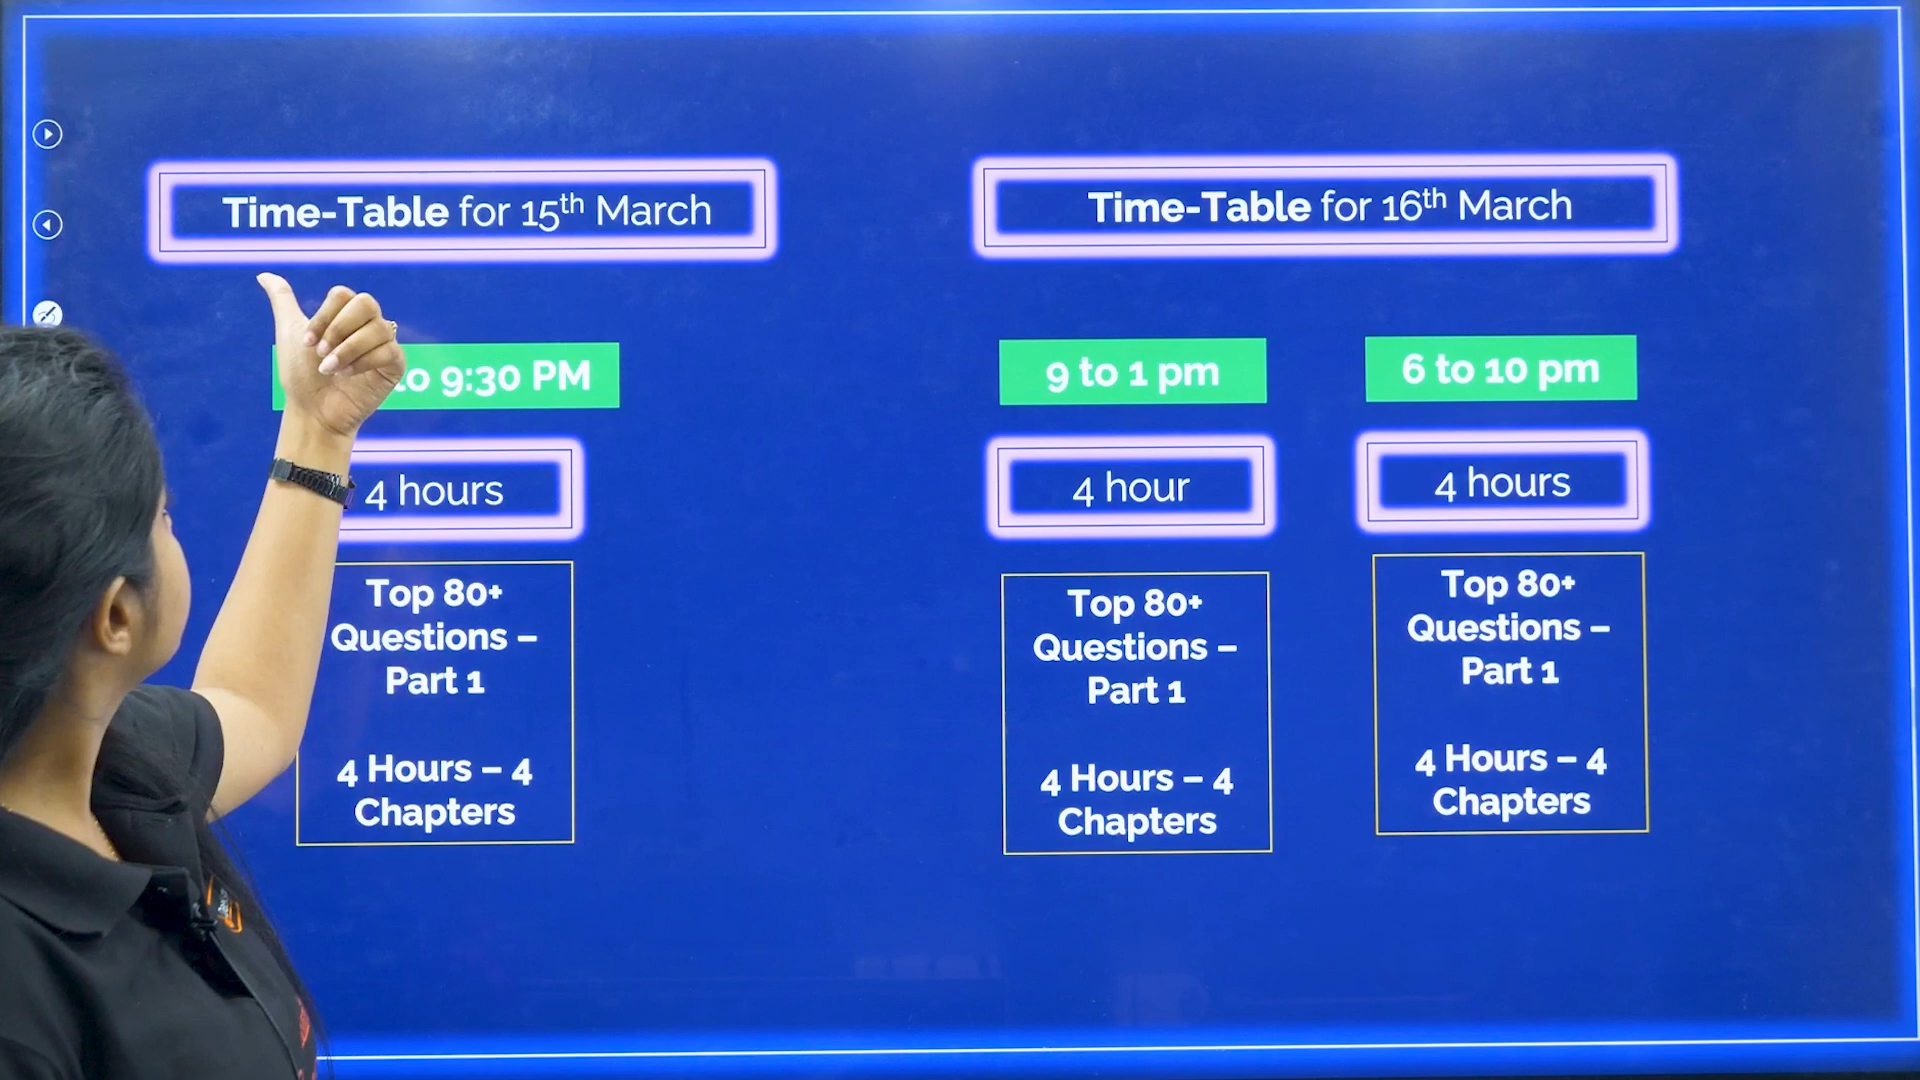 Time-Table for 15th March
to 9:30 PM
4 hours
Top 80+
Questions –
Part 1
4 Hours – 4
Chapters
Time-Table for 16th March
9 to 1 pm
4 hour
Top 80+
Questions –
Part 1
4 Hours – 4
Chapters
6 to 10 pm
4 hours
Top 80+
Questions –
Part 1
4 Hours – 4
Chapters